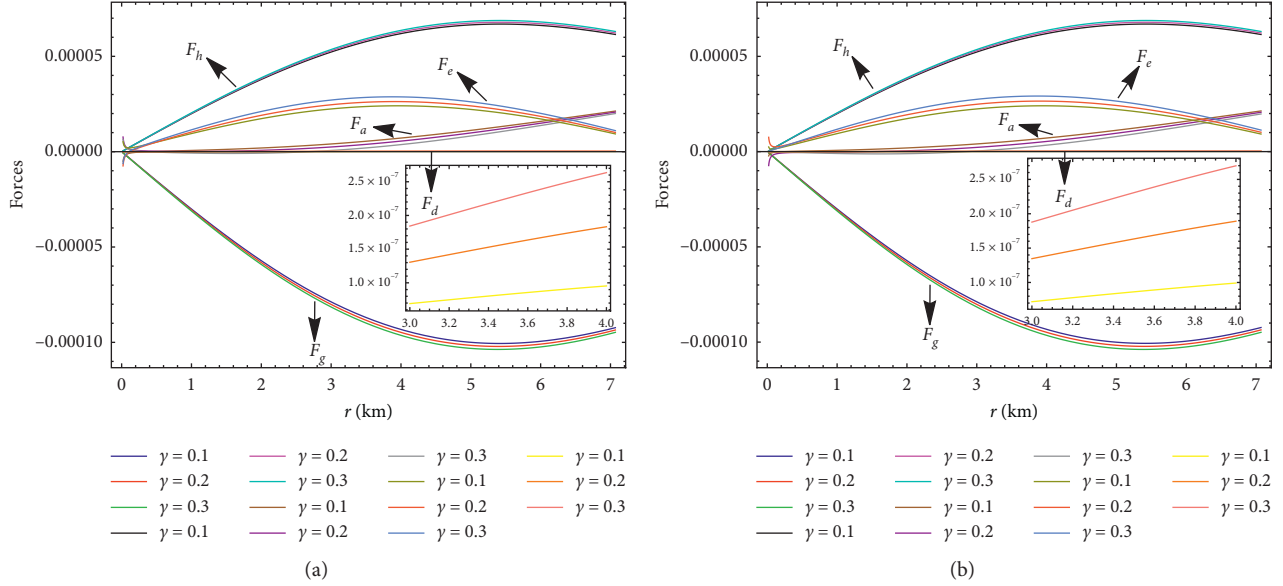 0.00005
0.00000
−0.00005
−0.00010
Forces
F_h
F_e
F_a
F_d
F_g
2.5 × 10⁻⁷
2.0 × 10⁻⁷
1.5 × 10⁻⁷
1.0 × 10⁻⁷
3.0 3.2 3.4 3.6 3.8 4.0
0 1 2 3 4 5 6 7
r (km)
γ = 0.1 γ = 0.2 γ = 0.3 γ = 0.1
γ = 0.2 γ = 0.3 γ = 0.1 γ = 0.2
γ = 0.3 γ = 0.1 γ = 0.2 γ = 0.3
γ = 0.1 γ = 0.2 γ = 0.3
(a)
0.00005
0.00000
−0.00005
−0.00010
Forces
F_h
F_e
F_a
F_d
F_g
2.5 × 10⁻⁷
2.0 × 10⁻⁷
1.5 × 10⁻⁷
1.0 × 10⁻⁷
3.0 3.2 3.4 3.6 3.8 4.0
0 1 2 3 4 5 6 7
r (km)
γ = 0.1 γ = 0.2 γ = 0.3 γ = 0.1
γ = 0.2 γ = 0.3 γ = 0.1 γ = 0.2
γ = 0.3 γ = 0.1 γ = 0.2 γ = 0.3
γ = 0.1 γ = 0.2 γ = 0.3
(b)